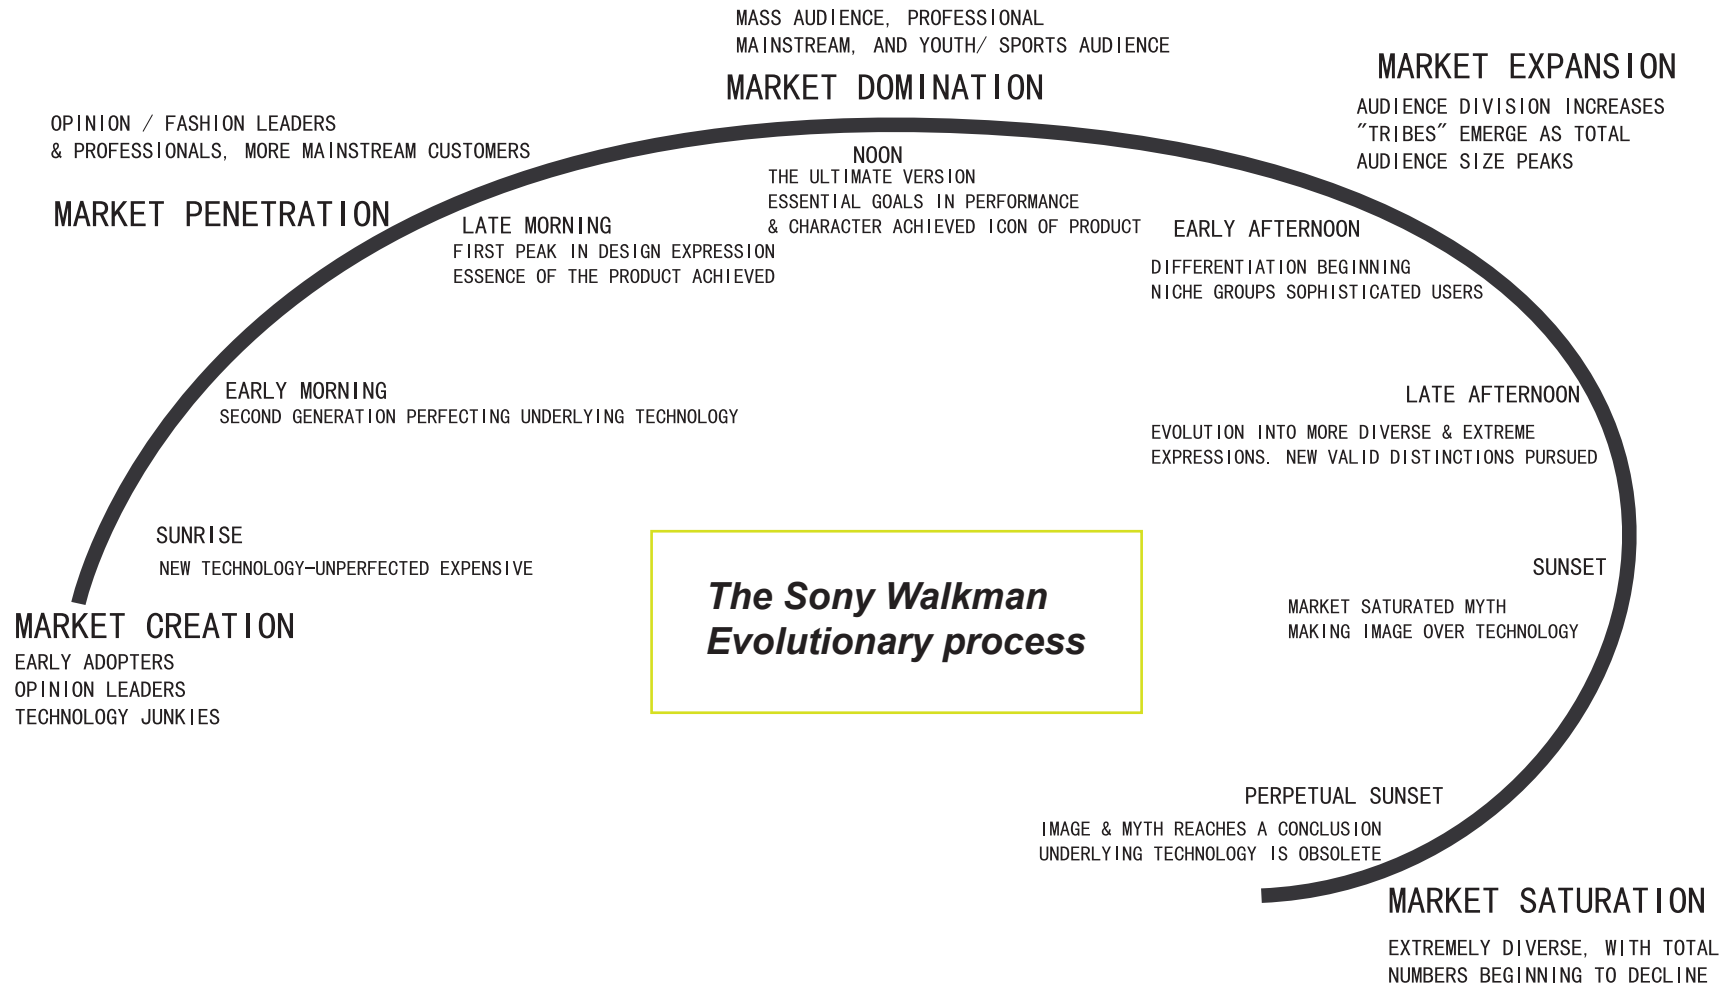 MASS AUDIENCE, PROFESSIONAL
MAINSTREAM, AND YOUTH/ SPORTS AUDIENCE
MARKET DOMINATION
MARKET EXPANSION
AUDIENCE DIVISION INCREASES
"TRIBES" EMERGE AS TOTAL
AUDIENCE SIZE PEAKS
OPINION / FASHION LEADERS
& PROFESSIONALS, MORE MAINSTREAM CUSTOMERS
MARKET PENETRATION
NOON
THE ULTIMATE VERSION
ESSENTIAL GOALS IN PERFORMANCE
& CHARACTER ACHIEVED ICON OF PRODUCT
LATE MORNING
FIRST PEAK IN DESIGN EXPRESSION
ESSENCE OF THE PRODUCT ACHIEVED
EARLY AFTERNOON
DIFFERENTIATION BEGINNING
NICHE GROUPS SOPHISTICATED USERS
EARLY MORNING
SECOND GENERATION PERFECTING UNDERLYING TECHNOLOGY
LATE AFTERNOON
EVOLUTION INTO MORE DIVERSE & EXTREME
EXPRESSIONS. NEW VALID DISTINCTIONS PURSUED
SUNRISE
NEW TECHNOLOGY—UNPERFECTED EXPENSIVE
MARKET CREATION
EARLY ADOPTERS
OPINION LEADERS
TECHNOLOGY JUNKIES
The Sony Walkman
Evolutionary process
SUNSET
MARKET SATURATED MYTH
MAKING IMAGE OVER TECHNOLOGY
PERPETUAL SUNSET
IMAGE & MYTH REACHES A CONCLUSION
UNDERLYING TECHNOLOGY IS OBSOLETE
MARKET SATURATION
EXTREMELY DIVERSE, WITH TOTAL
NUMBERS BEGINNING TO DECLINE